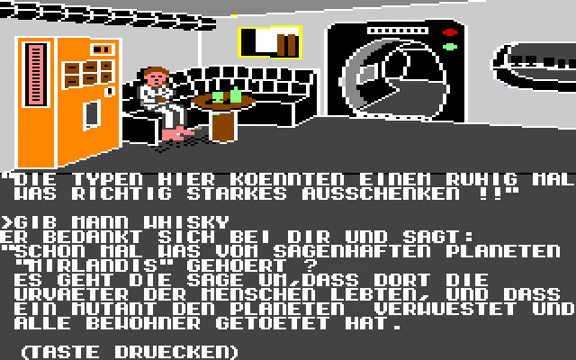 "DIE TYPEN HIER KOENNTEN EINEM RUHIG MAL
WAS RICHTIG STARKES AUSSCHENKEN !!"
>GIB MANN WHISKY
ER BEDANKT SICH BEI DIR UND SAGT:
"SCHON MAL WAS VOM SAGENHAFTEN PLANETEN
"MIRLANDIS" GEHOERT ?
ES GEHT DIE SAGE UM,DASS DORT DIE
URVAETER DER MENSCHEN LEBTEN, UND DASS
EIN MUTANT DEN PLANETEN VERWUESTET UND
ALLE BEWOHNER GETOETET HAT.
(TASTE DRUECKEN)